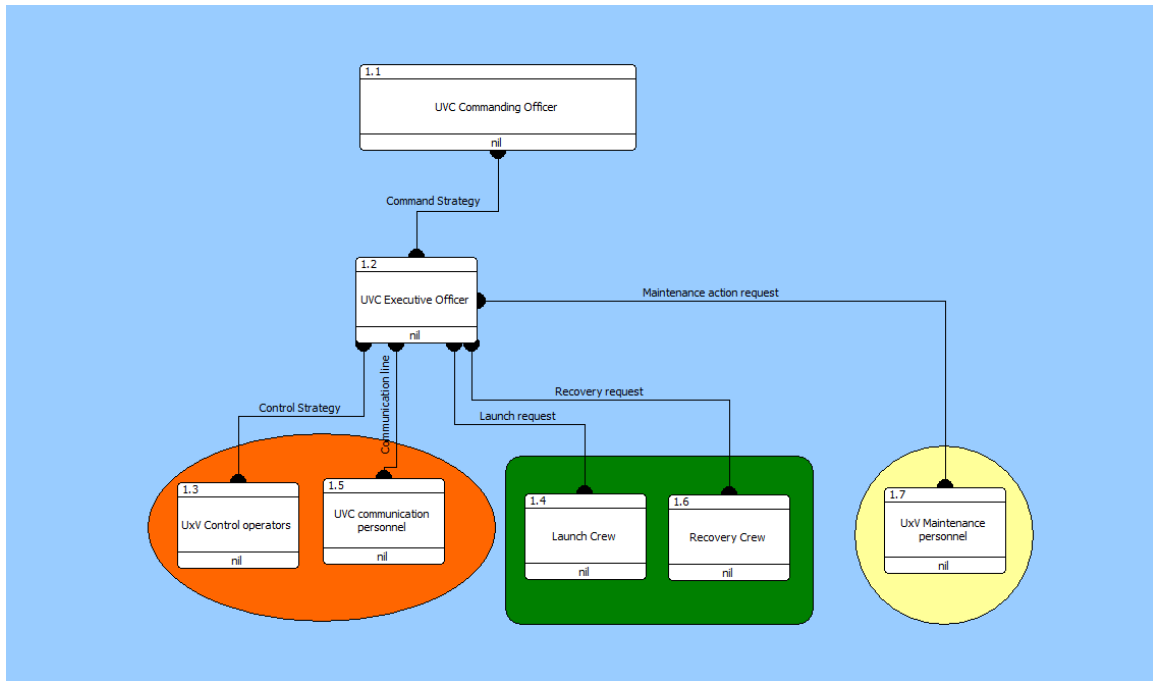 1.1
UVC Commanding Officer
nil
Command Strategy
1.2
UVC Executive Officer
nil
Maintenance action request
Communication line
Recovery request
Control Strategy
Launch request
1.3
UxV Control operators
nil
1.5
UVC communication
personnel
nil
1.4
Launch Crew
nil
1.6
Recovery Crew
nil
1.7
UxV Maintenance
personnel
nil